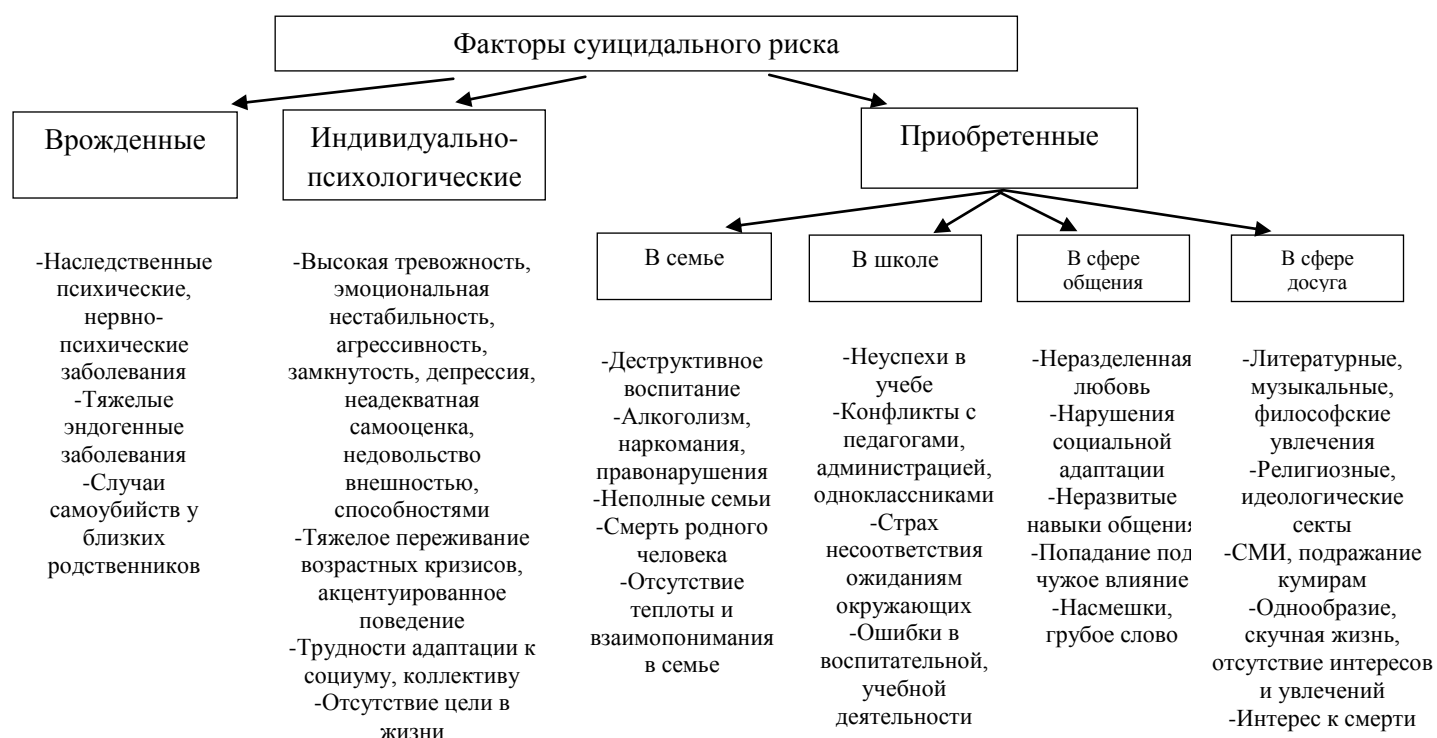 Факторы суицидального риска
Врожденные
Индивидуально-
психологические
Приобретенные
В семье
В школе
В сфере
общения
В сфере
досуга
-Наследственные
психические,
нервно-
психические
заболевания
-Тяжелые
эндогенные
заболевания
-Случаи
самоубийств у
близких
родственников
-Высокая тревожность,
эмоциональная
нестабильность,
агрессивность,
замкнутость, депрессия,
неадекватная
самооценка,
недовольство
внешностью,
способностями
-Тяжелое переживание
возрастных кризисов,
акцентуированное
поведение
-Трудности адаптации к
социуму, коллективу
-Отсутствие цели в
жизни
-Деструктивное
воспитание
-Алкоголизм,
наркомания,
правонарушения
-Неполные семьи
-Смерть родного
человека
-Отсутствие
теплоты и
взаимопонимания
в семье
-Неуспехи в
учебе
-Конфликты с
педагогами,
администрацией,
одноклассниками
-Страх
несоответствия
ожиданиям
окружающих
-Ошибки в
воспитательной,
учебной
деятельности
-Неразделенная
любовь
-Нарушения
социальной
адаптации
-Неразвитые
навыки общения
-Попадание под
чужое влияние
-Насмешки,
грубое слово
-Литературные,
музыкальные,
философские
увлечения
-Религиозные,
идеологические
секты
-СМИ, подражание
кумирам
-Однообразие,
скучная жизнь,
отсутствие интересов
и увлечений
-Интерес к смерти